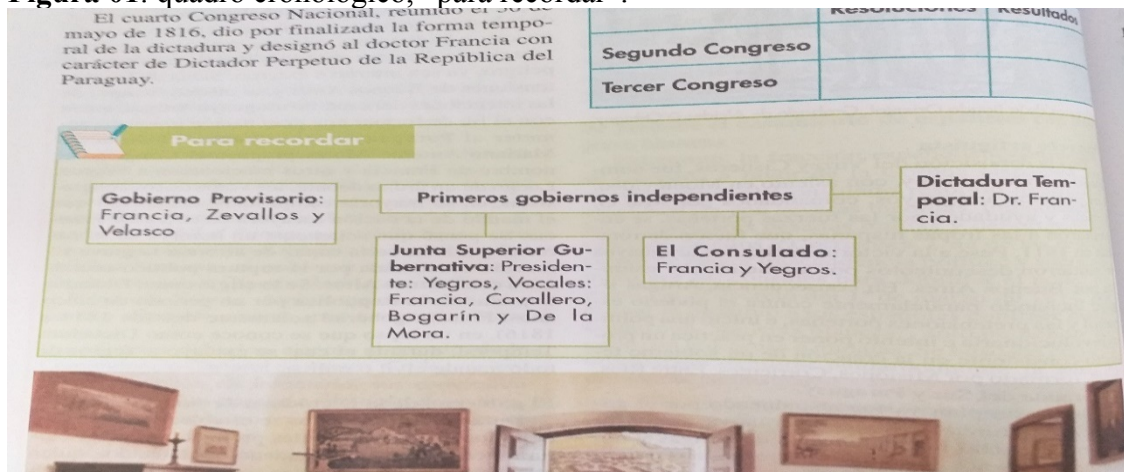 Figura 01: quadro cronológico, "para recordar".
El cuarto Congreso Nacional, reunido el 30 de
mayo de 1816, dio por finalizada la forma tempo-
ral de la dictadura y designó al doctor Francia con
carácter de Dictador Perpetuo de la República del
Paraguay.
Resoluciones Resultados
Segundo Congreso
Tercer Congreso
Para recordar
Gobierno Provisorio:
Francia, Zevallos y
Velasco
Primeros gobiernos independientes
Dictadura Tem-
poral: Dr. Fran-
cia.
Junta Superior Gu-
bernativa: Presiden-
te: Yegros, Vocales:
Francia, Cavallero,
Bogarín y De la
Mora.
El Consulado:
Francia y Yegros.